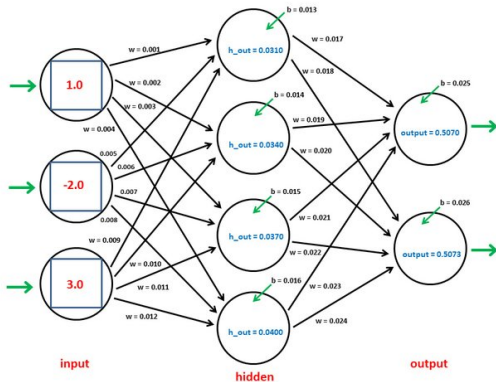 b = 0.013
w = 0.001
w = 0.017
h_out = 0.0310
w = 0.002
w = 0.018
1.0
w = 0.003
b = 0.014
b = 0.025
w = 0.004
w = 0.019
h_out = 0.0340
output = 0.5070
w = 0.020
0.005
0.006
-2.0
0.007
b = 0.015
0.008
w = 0.021
h_out = 0.0370
b = 0.026
w = 0.009
w = 0.022
output = 0.5073
w = 0.010
b = 0.016
3.0
w = 0.011
w = 0.023
w = 0.012
h_out = 0.0400
w = 0.024
input
hidden
output